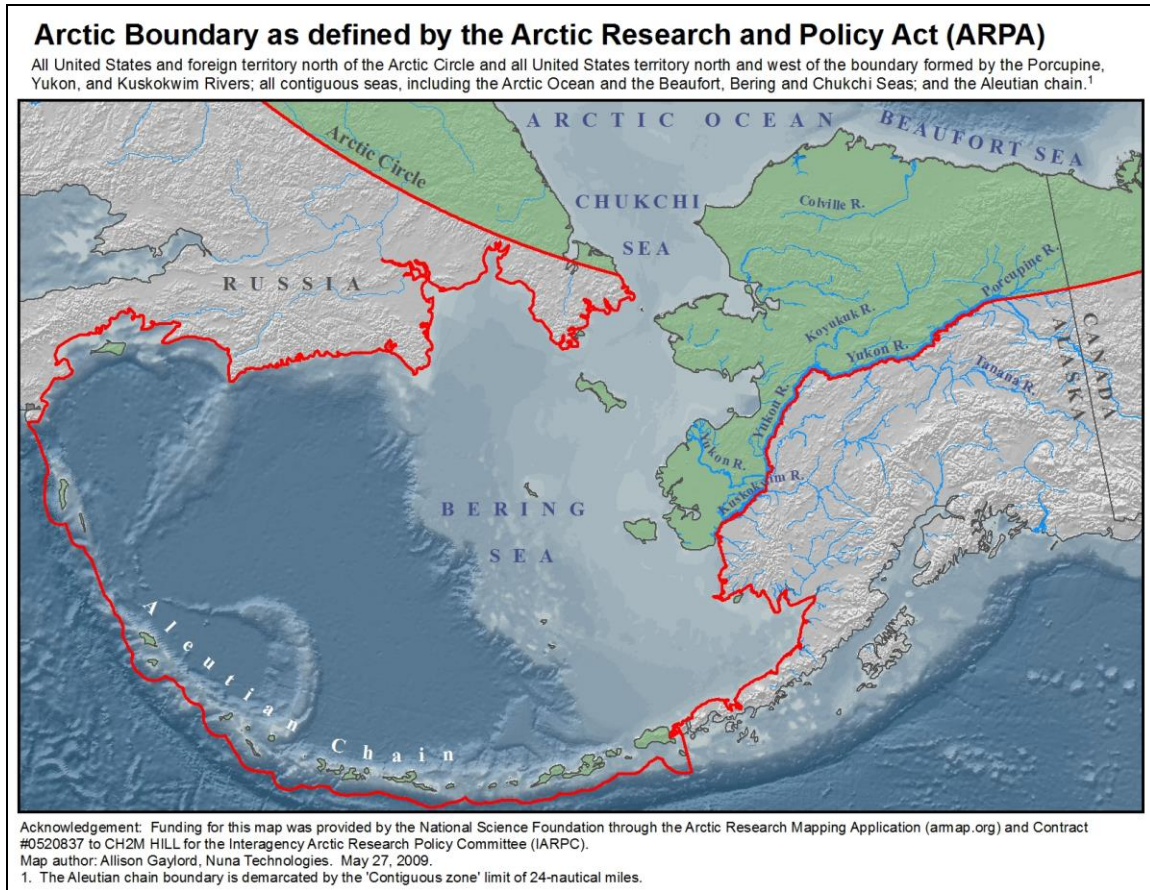 Arctic Boundary as defined by the Arctic Research and Policy Act (ARPA)
All United States and foreign territory north of the Arctic Circle and all United States territory north and west of the boundary formed by the Porcupine,
Yukon, and Kuskokwim Rivers; all contiguous seas, including the Arctic Ocean and the Beaufort, Bering and Chukchi Seas; and the Aleutian chain.1
ARCTIC OCEAN
BEAUFORT SEA
Arctic Circle
CHUKCHI
SEA
Colville R.
RUSSIA
Porcupine R.
Koyukuk R.
Yukon R.
CANADA
ALASKA
Tanana R.
Yukon R.
Yukon R.
Kuskokwim R.
BERING
SEA
Aleutian
Chain
Acknowledgement: Funding for this map was provided by the National Science Foundation through the Arctic Research Mapping Application (armap.org) and Contract
#0520837 to CH2M HILL for the Interagency Arctic Research Policy Committee (IARPC).
Map author: Allison Gaylord, Nuna Technologies. May 27, 2009.
1. The Aleutian chain boundary is demarcated by the 'Contiguous zone' limit of 24-nautical miles.